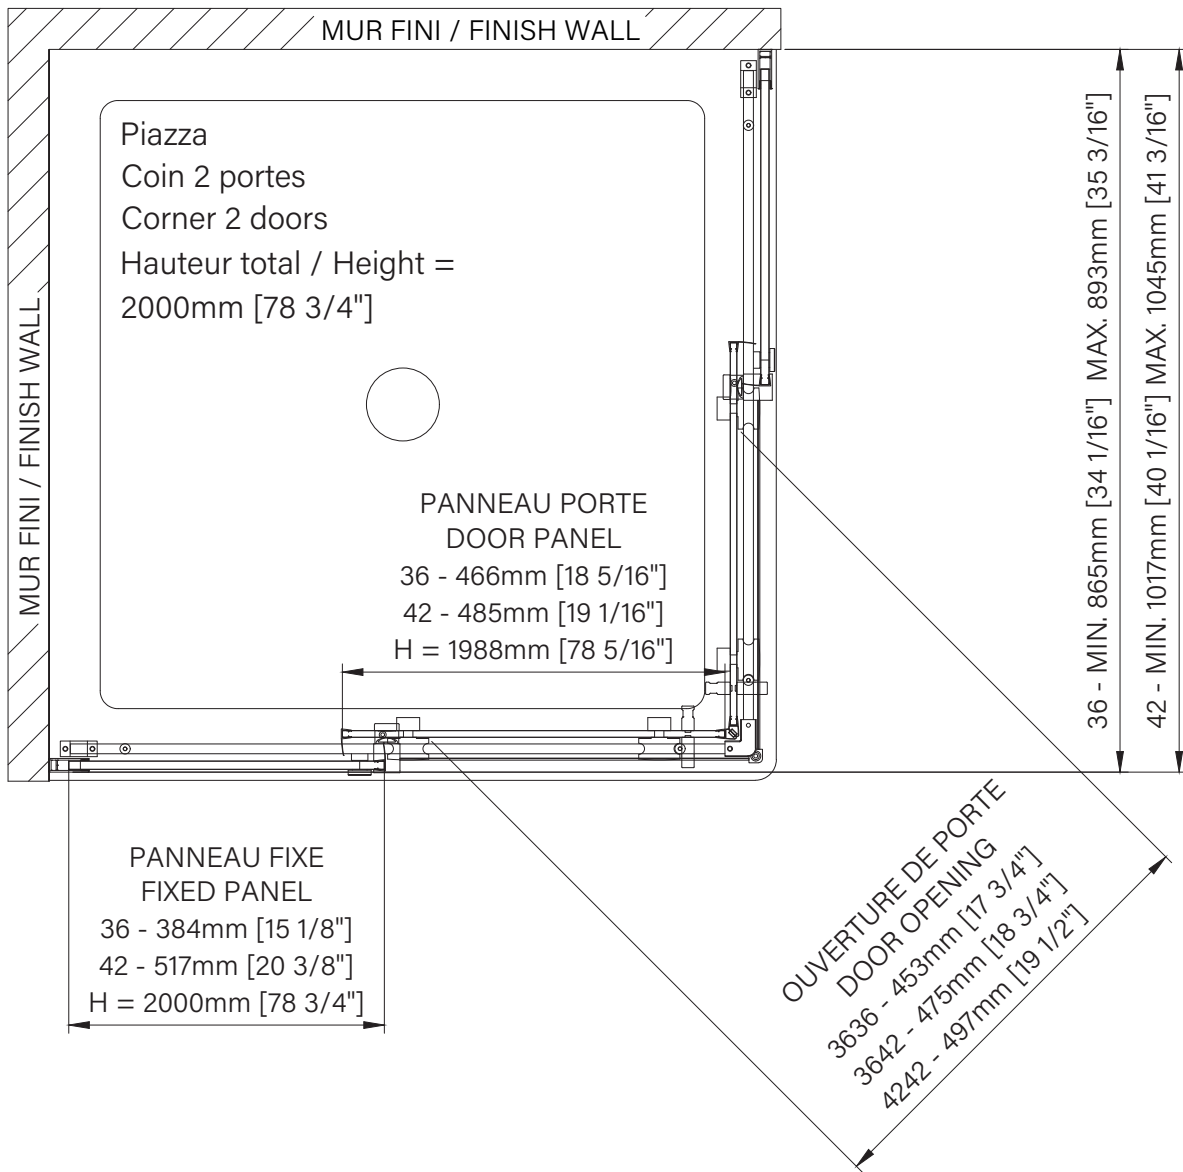 MUR FINI / FINISH WALL
MUR FINI / FINISH WALL
Piazza
Coin 2 portes
Corner 2 doors
Hauteur total / Height =
2000mm [78 3/4"]
PANNEAU PORTE
DOOR PANEL
36 - 466mm [18 5/16"]
42 - 485mm [19 1/16"]
H = 1988mm [78 5/16"]
36 - MIN. 865mm [34 1/16"] MAX. 893mm [35 3/16"]
42 - MIN. 1017mm [40 1/16"] MAX. 1045mm [41 3/16"]
PANNEAU FIXE
FIXED PANEL
36 - 384mm [15 1/8"]
42 - 517mm [20 3/8"]
H = 2000mm [78 3/4"]
OUVERTURE DE PORTE
DOOR OPENING
3636 - 453mm [17 3/4"]
3642 - 475mm [18 3/4"]
4242 - 497mm [19 1/2"]